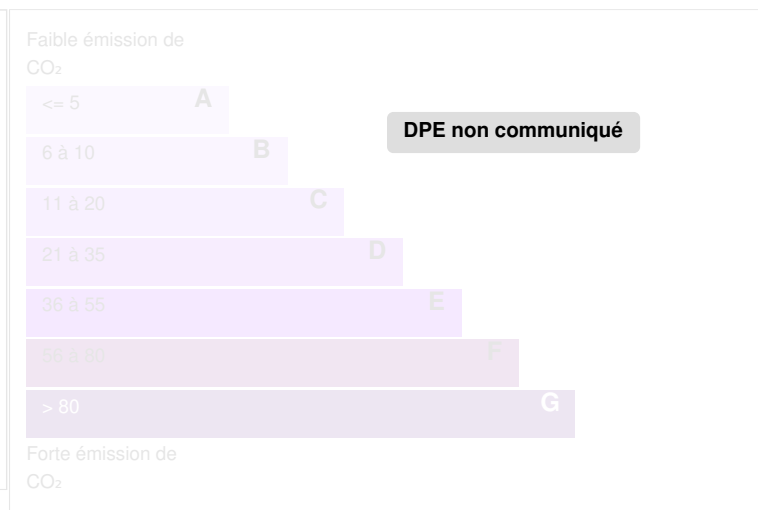 Faible émission de
CO₂
<= 5 A
DPE non communiqué
6 à 10 B
11 à 20 C
21 à 35 D
36 à 55 E
56 à 80 F
> 80 G
Forte émission de
CO₂